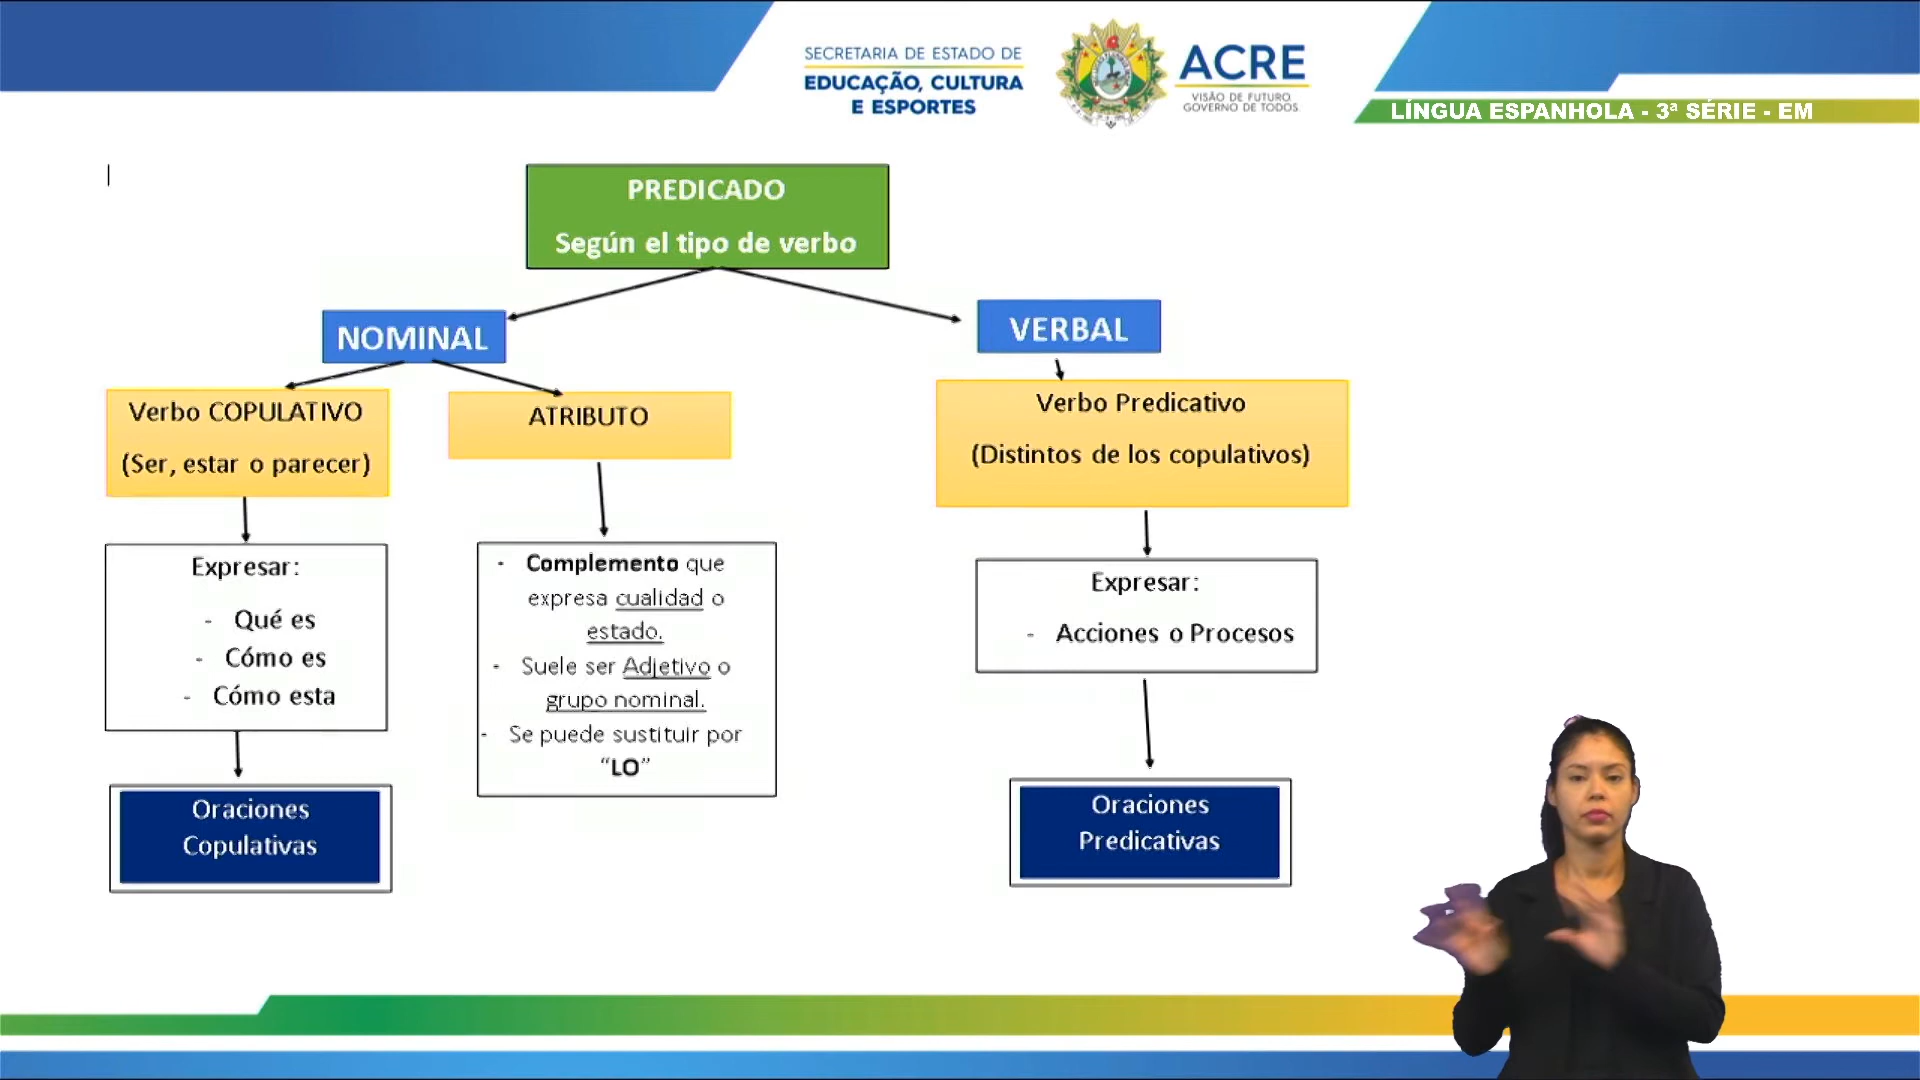 SECRETARIA DE ESTADO DE
EDUCAÇÃO, CULTURA
E ESPORTES
ACRE
VISÃO DE FUTURO
GOVERNO DE TODOS.
LÍNGUA ESPANHOLA - 3ª SÉRIE - EM
PREDICADO
Según el tipo de verbo
NOMINAL
VERBAL
Verbo COPULATIVO
(Ser, estar o parecer)
ATRIBUTO
Verbo Predicativo
(Distintos de los copulativos)
Expresar:
- Qué es
- Cómo es
- Cómo esta
- Complemento que
expresa cualidad o
estado.
- Suele ser Adjetivo o
grupo nominal.
- Se puede sustituir por
“LO”
Expresar:
- Acciones o Procesos
Oraciones
Copulativas
Oraciones
Predicativas